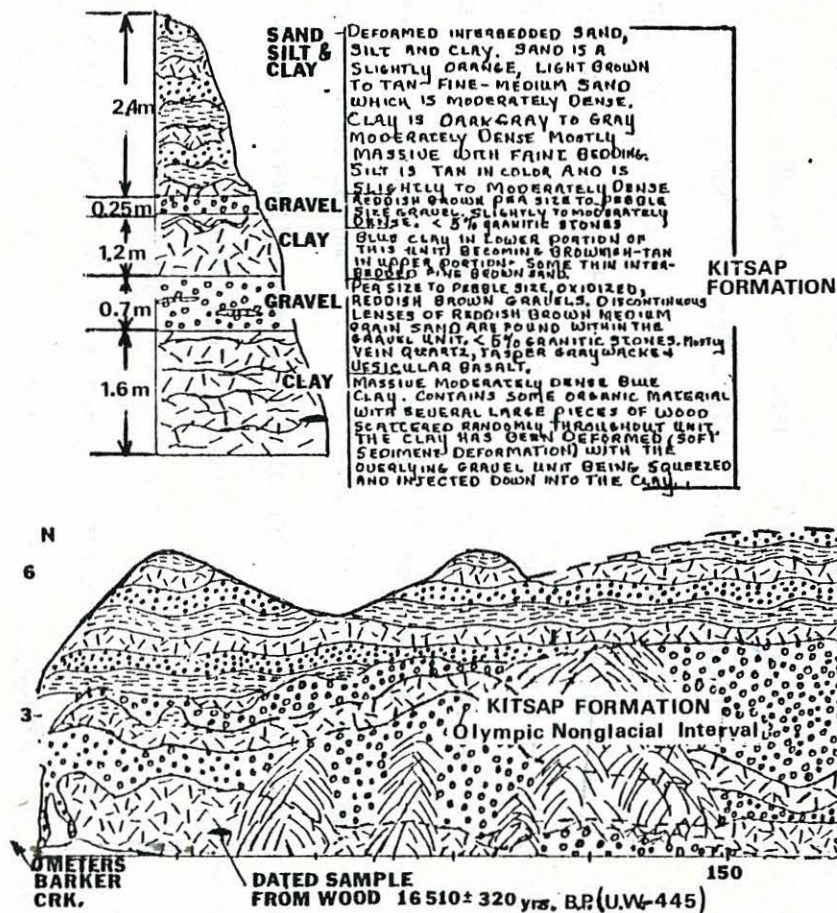 2.4m
0.25m
1.2m
0.7m
1.6m
SAND
SILT &
CLAY
GRAVEL
CLAY
GRAVEL
CLAY
DEFORMED INTERBEDDED SAND,
SILT AND CLAY. SAND IS A
SLIGHTLY ORANGE, LIGHT BROWN
TO TAN- FINE-MEDIUM SAND
WHICH IS MODERATELY DENSE.
CLAY IS DARK GRAY TO GRAY
MODERATELY DENSE MOSTLY
MASSIVE WITH FAINT BEDDING.
SILT IS TAN IN COLOR AND IS
SLIGHTLY TO MODERATELY DENSE
REDDISH BROWN PEA SIZE TO PEBBLE
SIZE GRAVEL. SLIGHTLY TO MODERATELY
DENSE. < 5% GRANITIC STONES
BLUE CLAY IN LOWER PORTION OF
THIS UNIT) BECOMING BROWNISH-TAN
IN UPPER PORTION. SOME THIN INTER-
BEDDED FINE BROWN SAND.
PEA SIZE TO PEBBLE SIZE, OXIDIZED,
REDDISH BROWN GRAVELS. DISCONTINUOUS
LENSES OF REDDISH BROWN MEDIUM
GRAIN SAND ARE FOUND WITHIN THE
GRAVEL UNIT. < 5% GRANITIC STONES. MOSTLY
VEIN QUARTZ, JASPER GRAYWACKE &
VESICULAR BASALT.
MASSIVE MODERATELY DENSE BLUE
CLAY. CONTAINS SOME ORGANIC MATERIAL
WITH SEVERAL LARGE PIECES OF WOOD
SCATTERED RANDOMLY THROUGHOUT UNIT.
THE CLAY HAS BEEN DEFORMED (SOFT
SEDIMENT DEFORMATION) WITH THE
OVERLYING GRAVEL UNIT BEING SQUEEZED
AND INJECTED DOWN INTO THE CLAY.
KITSAP
FORMATION
N
6
3-
KITSAP FORMATION
Olympic Nonglacial Interval
0METERS
BARKER
CRK.
DATED SAMPLE
FROM WOOD 16510± 320 yrs. B.P. (U.W.-445)
150